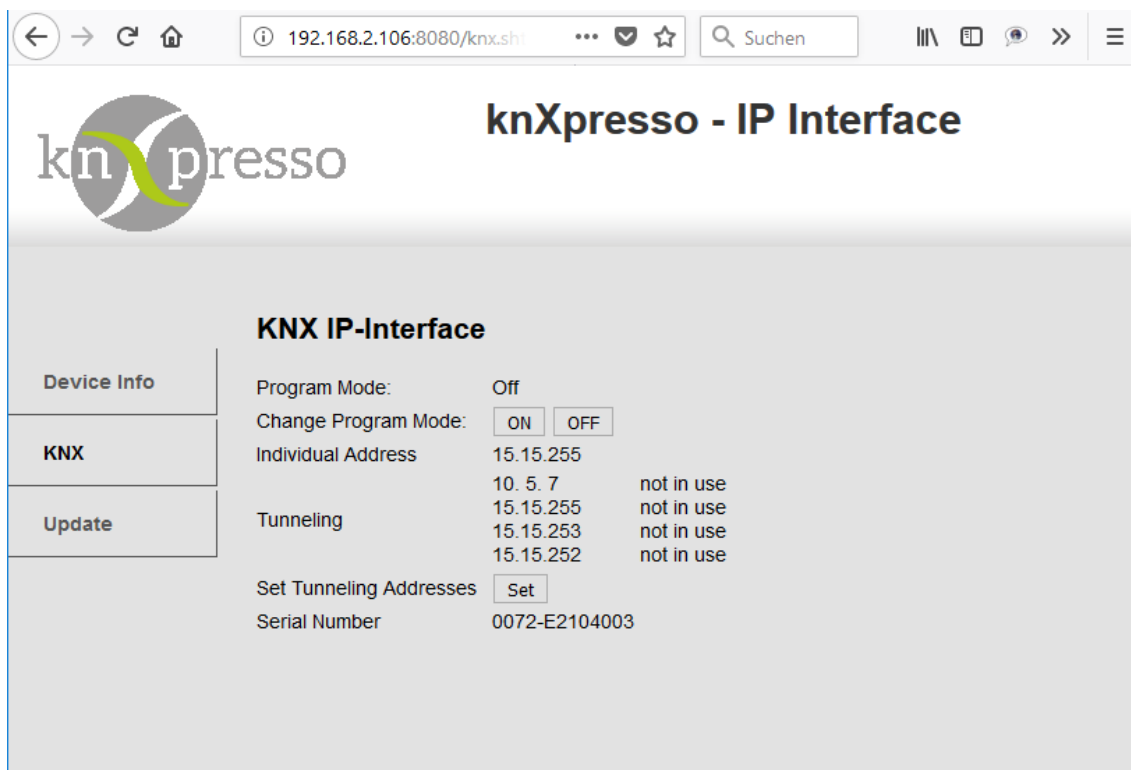 192.168.2.106:8080/knx.sh
Suchen
knXpresso
knXpresso - IP Interface
KNX IP-Interface
Device Info
KNX
Update
Program Mode: Off
Change Program Mode: ON OFF
Individual Address 15.15.255
Tunneling
10. 5. 7 not in use
15.15.255 not in use
15.15.253 not in use
15.15.252 not in use
Set Tunneling Addresses Set
Serial Number 0072-E2104003